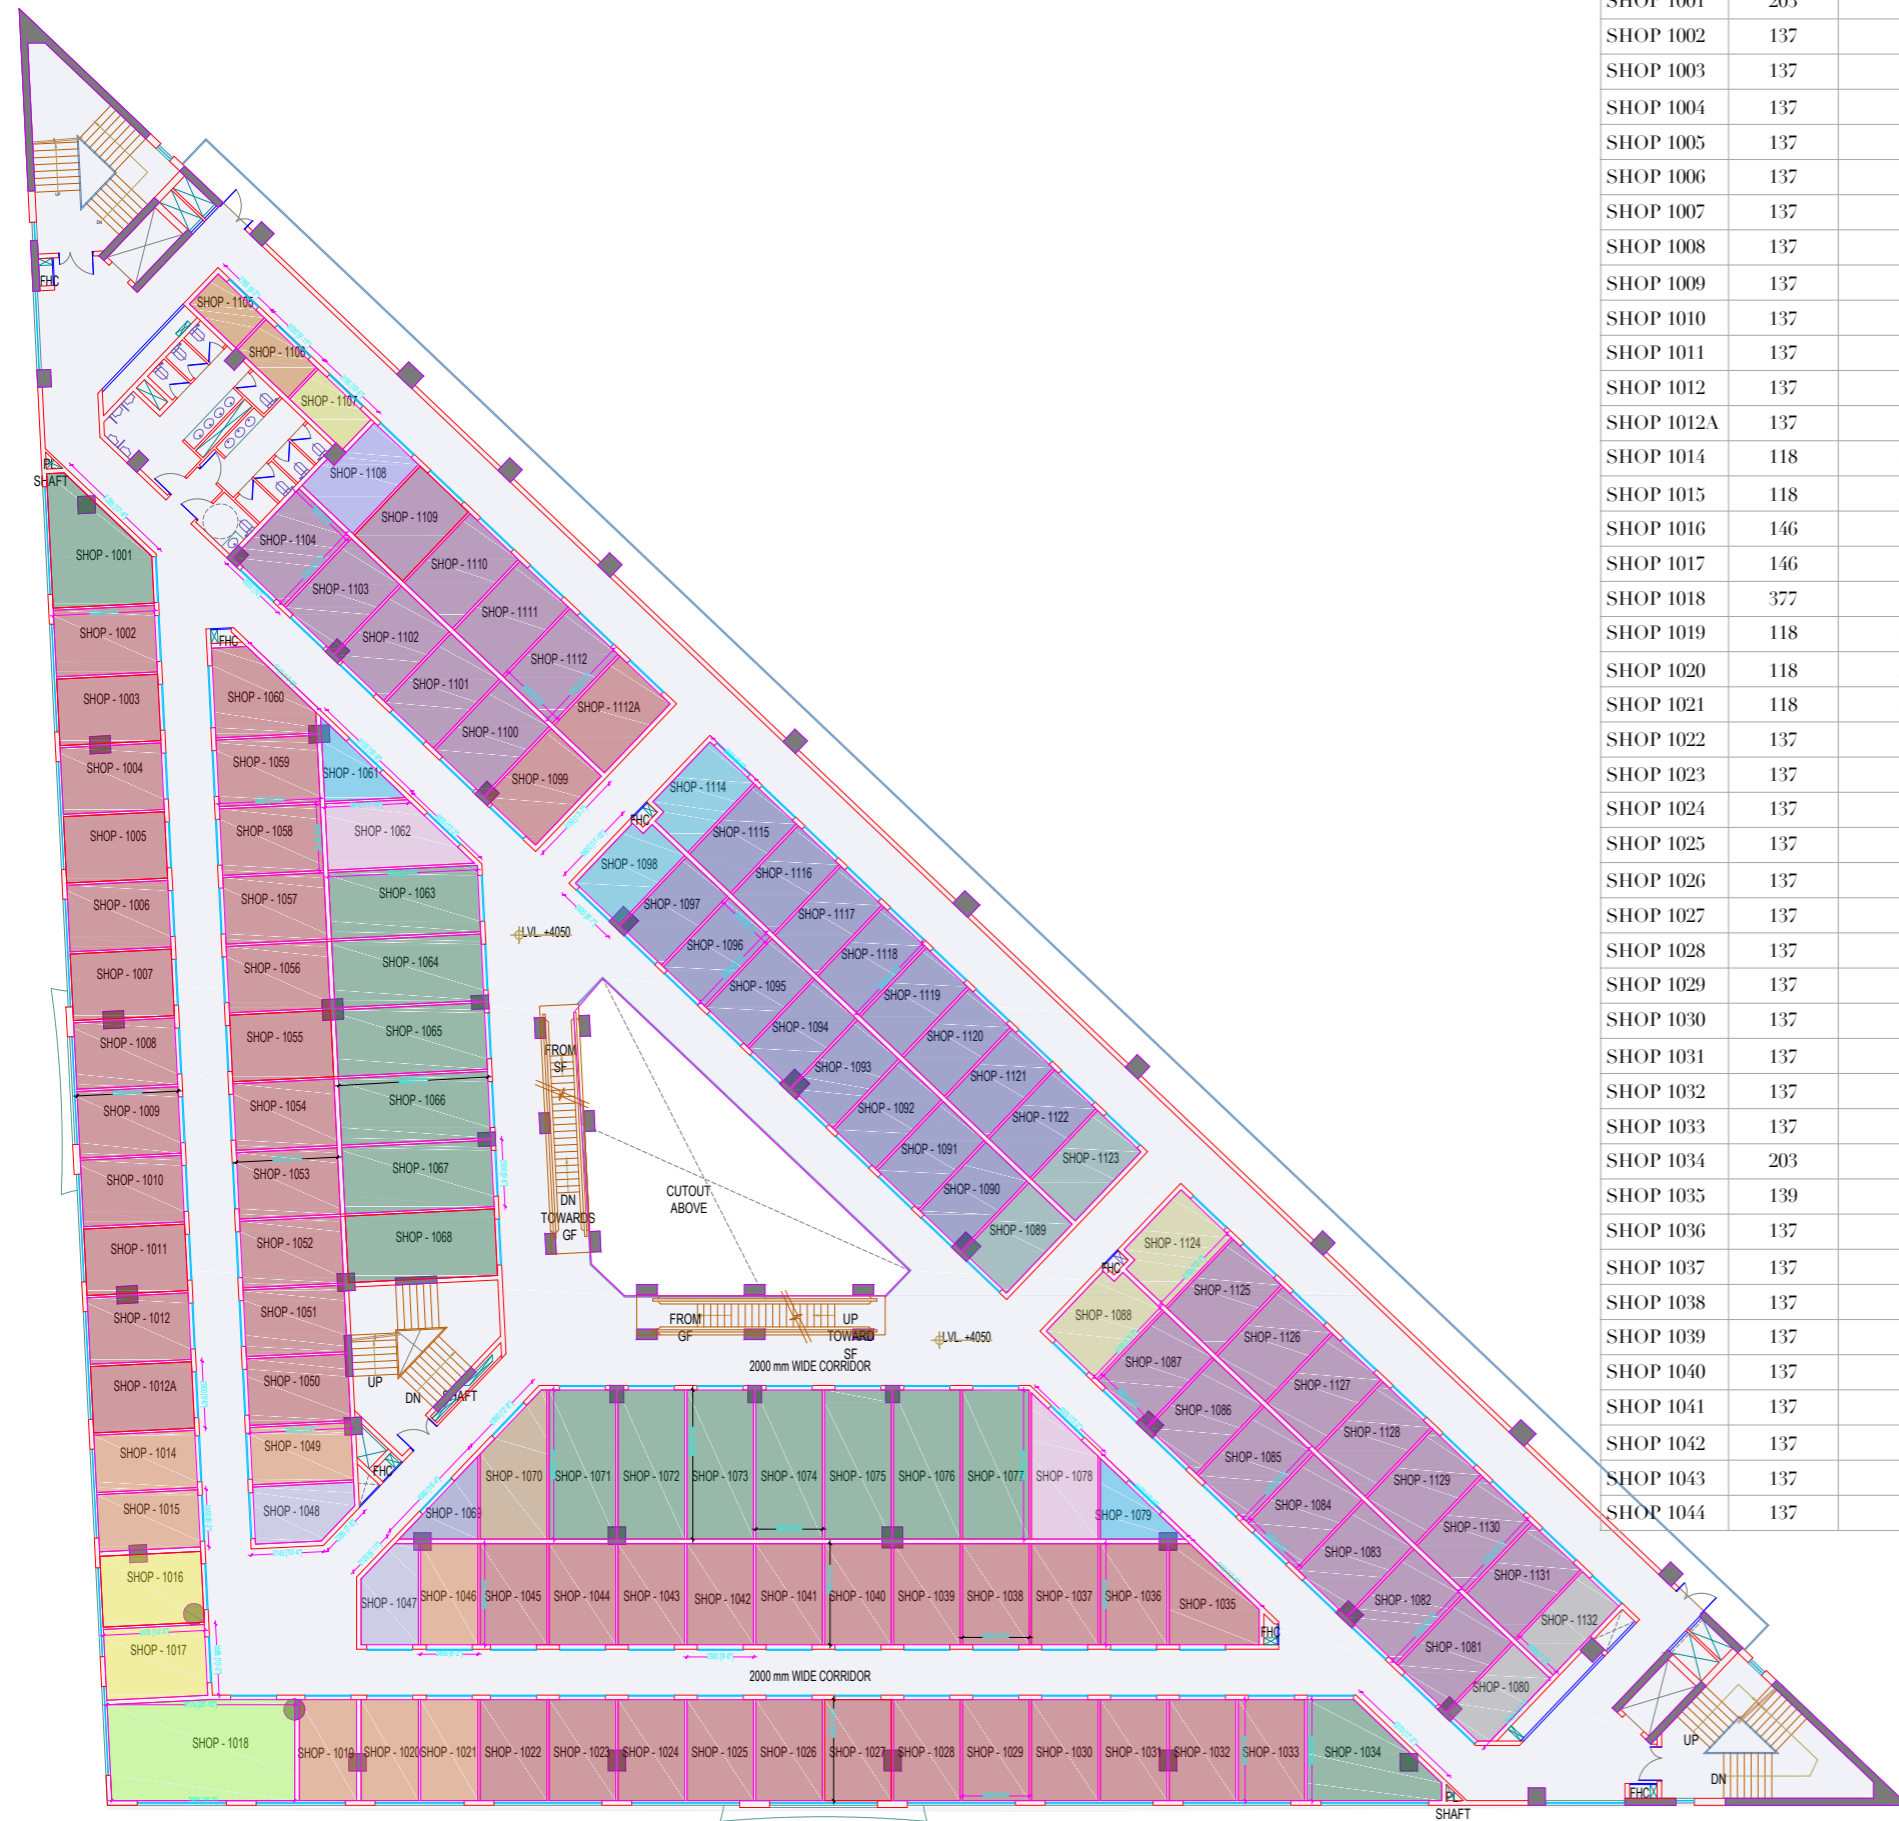 SHOP 1001 203
SHOP 1002 137
SHOP 1003 137
SHOP 1004 137
SHOP 1005 137
SHOP 1006 137
SHOP 1007 137
SHOP 1008 137
SHOP 1009 137
SHOP 1010 137
SHOP 1011 137
SHOP 1012 137
SHOP 1012A 137
SHOP 1014 118
SHOP 1015 118
SHOP 1016 146
SHOP 1017 146
SHOP 1018 377
SHOP 1019 118
SHOP 1020 118
SHOP 1021 118
SHOP 1022 137
SHOP 1023 137
SHOP 1024 137
SHOP 1025 137
SHOP 1026 137
SHOP 1027 137
SHOP 1028 137
SHOP 1029 137
SHOP 1030 137
SHOP 1031 137
SHOP 1032 137
SHOP 1033 137
SHOP 1034 203
SHOP 1035 139
SHOP 1036 137
SHOP 1037 137
SHOP 1038 137
SHOP 1039 137
SHOP 1040 137
SHOP 1041 137
SHOP 1042 137
SHOP 1043 137
SHOP 1044 137
FHC
PL
SHAFT
SHOP - 1001
SHOP - 1002
SHOP - 1003
SHOP - 1004
SHOP - 1005
SHOP - 1006
SHOP - 1007
SHOP - 1008
SHOP - 1009
SHOP - 1010
SHOP - 1011
SHOP - 1012
SHOP - 1012A
SHOP - 1014
SHOP - 1015
SHOP - 1016
SHOP - 1017
SHOP - 1018
SHOP - 1019
SHOP - 1020
SHOP - 1021
SHOP - 1022
SHOP - 1023
SHOP - 1024
SHOP - 1025
SHOP - 1026
SHOP - 1027
SHOP - 1028
SHOP - 1029
SHOP - 1030
SHOP - 1031
SHOP - 1032
SHOP - 1033
SHOP - 1034
PL
SHAFT
FHC
SHOP - 1060
SHOP - 1059
SHOP - 1058
SHOP - 1057
SHOP - 1056
SHOP - 1055
SHOP - 1054
SHOP - 1053
SHOP - 1052
SHOP - 1051
SHOP - 1050
SHOP - 1049
SHOP - 1048
SHOP - 1061
SHOP - 1062
SHOP - 1063
SHOP - 1064
SHOP - 1065
SHOP - 1066
SHOP - 1067
SHOP - 1068
UP
DN
SHAFT
FHC
SHOP - 1069
SHOP - 1070
SHOP - 1071
SHOP - 1072
SHOP - 1073
SHOP - 1074
SHOP - 1075
SHOP - 1076
SHOP - 1077
SHOP - 1078
SHOP - 1079
SHOP - 1047
SHOP - 1046
SHOP - 1045
SHOP - 1044
SHOP - 1043
SHOP - 1042
SHOP - 1041
SHOP - 1040
SHOP - 1039
SHOP - 1038
SHOP - 1037
SHOP - 1036
SHOP - 1035
FHC
2000 mm WIDE CORRIDOR
2000 mm WIDE CORRIDOR
LVL. +4050
LVL. +4050
FROM
SF
DN
TOWARDS
GF
CUTOUT
ABOVE
FROM
GF
UP
TOWARD
SF
SHOP - 1105
SHOP - 1106
SHOP - 1107
SHOP - 1108
SHOP - 1109
SHOP - 1110
SHOP - 1111
SHOP - 1112
SHOP - 1112A
SHOP - 1104
SHOP - 1103
SHOP - 1102
SHOP - 1101
SHOP - 1100
SHOP - 1099
SHOP - 1114
FHC
SHOP - 1115
SHOP - 1116
SHOP - 1117
SHOP - 1118
SHOP - 1119
SHOP - 1120
SHOP - 1121
SHOP - 1122
SHOP - 1123
SHOP - 1098
SHOP - 1097
SHOP - 1096
SHOP - 1095
SHOP - 1094
SHOP - 1093
SHOP - 1092
SHOP - 1091
SHOP - 1090
SHOP - 1089
SHOP - 1124
FHC
SHOP - 1125
SHOP - 1126
SHOP - 1127
SHOP - 1128
SHOP - 1129
SHOP - 1130
SHOP - 1131
SHOP - 1132
SHOP - 1088
SHOP - 1087
SHOP - 1086
SHOP - 1085
SHOP - 1084
SHOP - 1083
SHOP - 1082
SHOP - 1081
SHOP - 1080
UP
DN
FHC